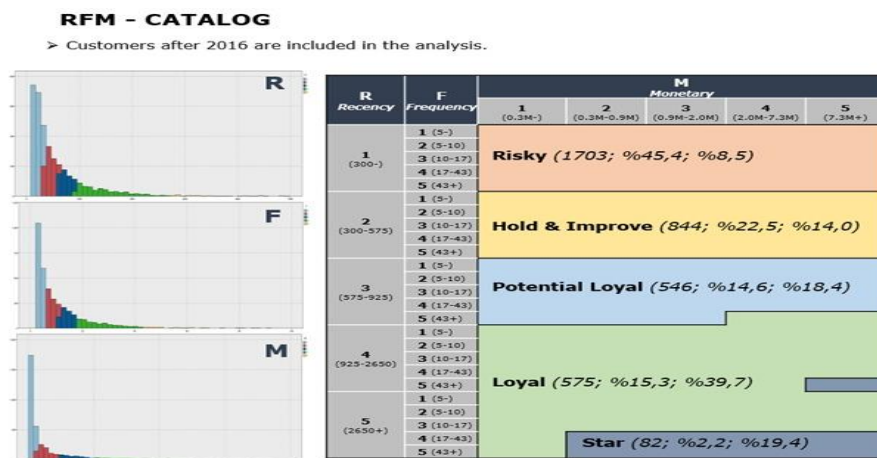 RFM - CATALOG
➢ Customers after 2016 are included in the analysis.
R
F
M
R
Recency
F
Frequency
M
Monetary
1
(0.3M-)
2
(0.3M-0.9M)
3
(0.9M-2.0M)
4
(2.0M-7.3M)
5
(7.3M+)
1
(300-)
1 (5-)
2 (5-10)
3 (10-17)
4 (17-43)
5 (43+)
Risky (1703; %45,4; %8,5)
2
(300-575)
1 (5-)
2 (5-10)
3 (10-17)
4 (17-43)
5 (43+)
Hold & Improve (844; %22,5; %14,0)
3
(575-925)
1 (5-)
2 (5-10)
3 (10-17)
4 (17-43)
5 (43+)
Potential Loyal (546; %14,6; %18,4)
4
(925-2650)
1 (5-)
2 (5-10)
3 (10-17)
4 (17-43)
5 (43+)
Loyal (575; %15,3; %39,7)
5
(2650+)
1 (5-)
2 (5-10)
3 (10-17)
4 (17-43)
5 (43+)
Star (82; %2,2; %19,4)